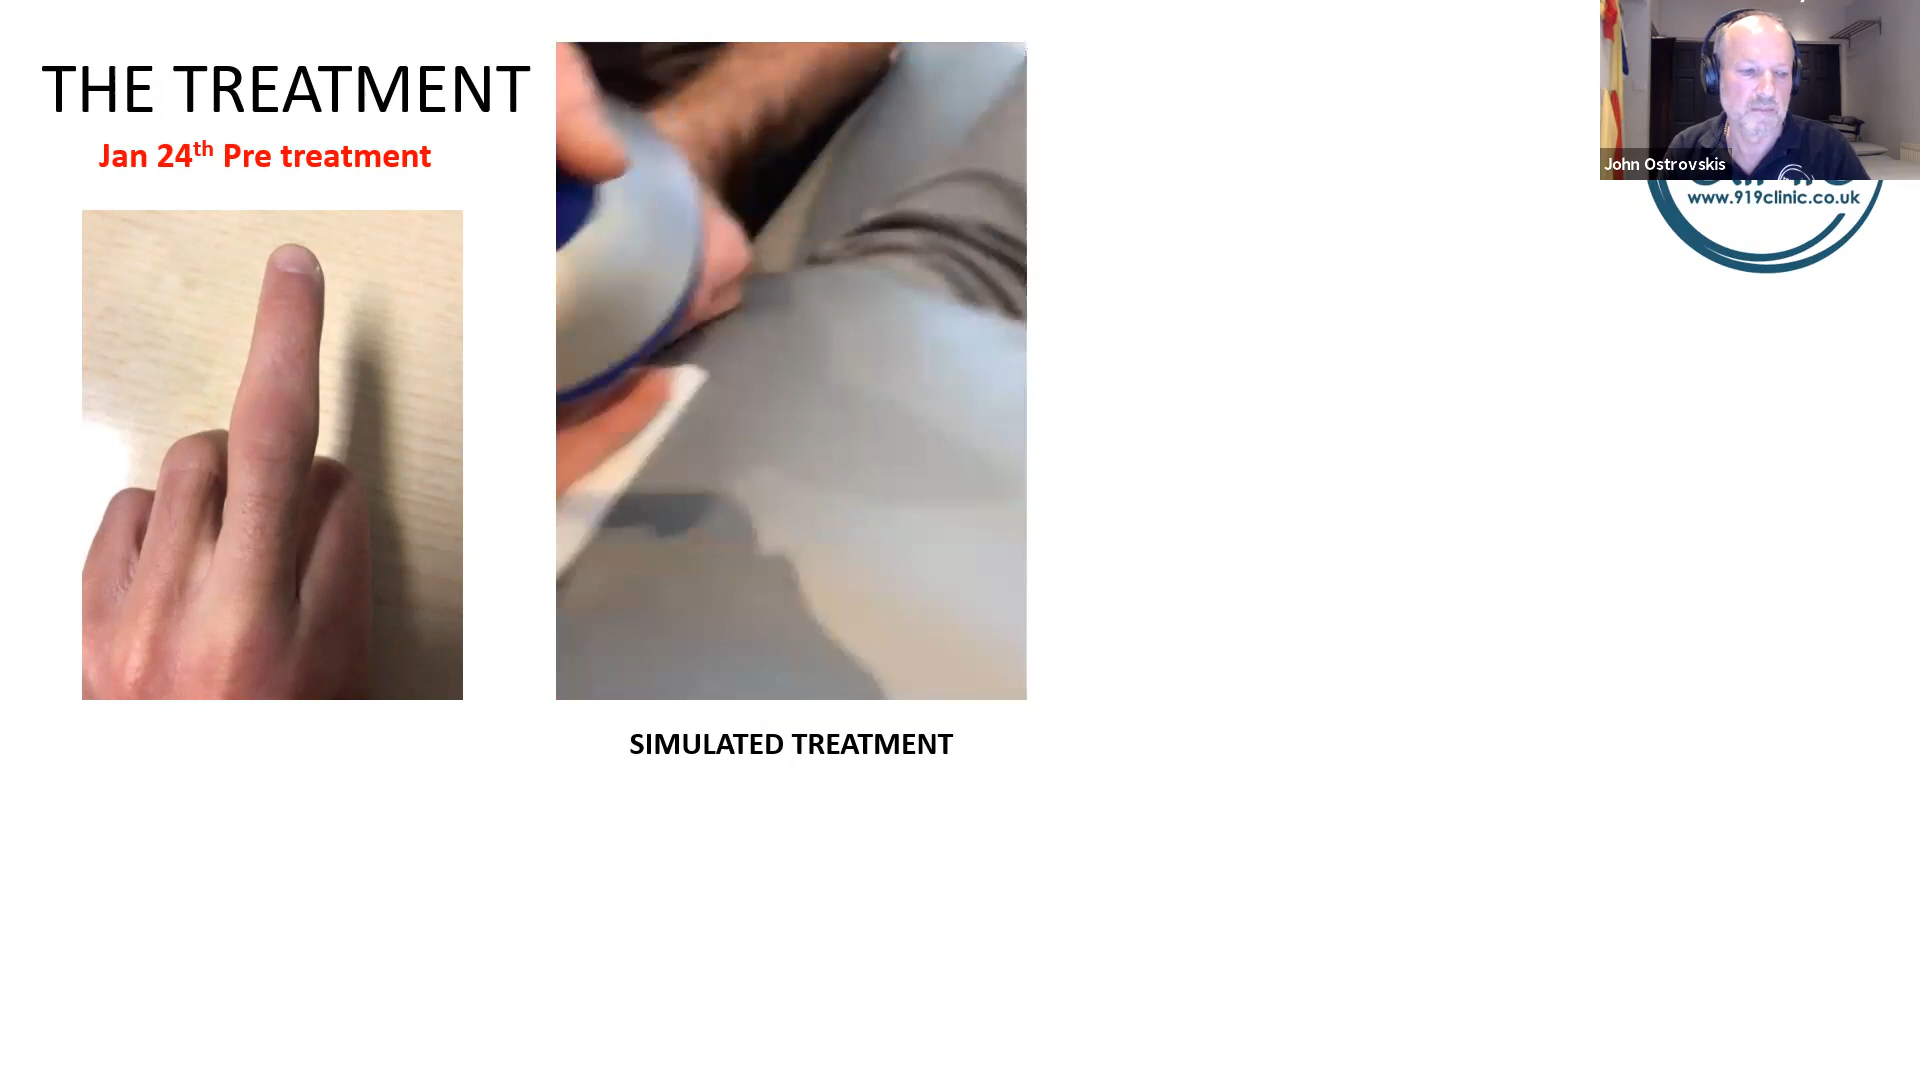 THE TREATMENT
Jan 24th Pre treatment
John Ostrovskis
www.919clinic.co.uk
SIMULATED TREATMENT